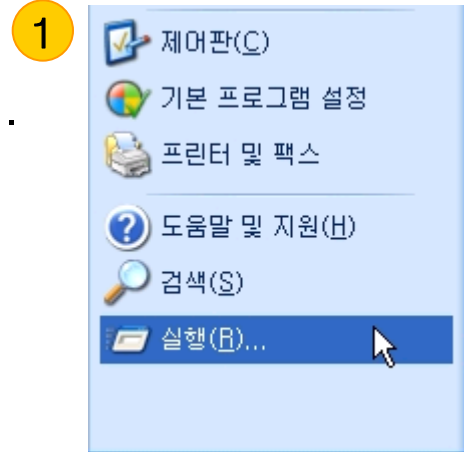 1
제어판(C)
기본 프로그램 설정
프린터 및 팩스
도움말 및 지원(H)
검색(S)
실행(R)...